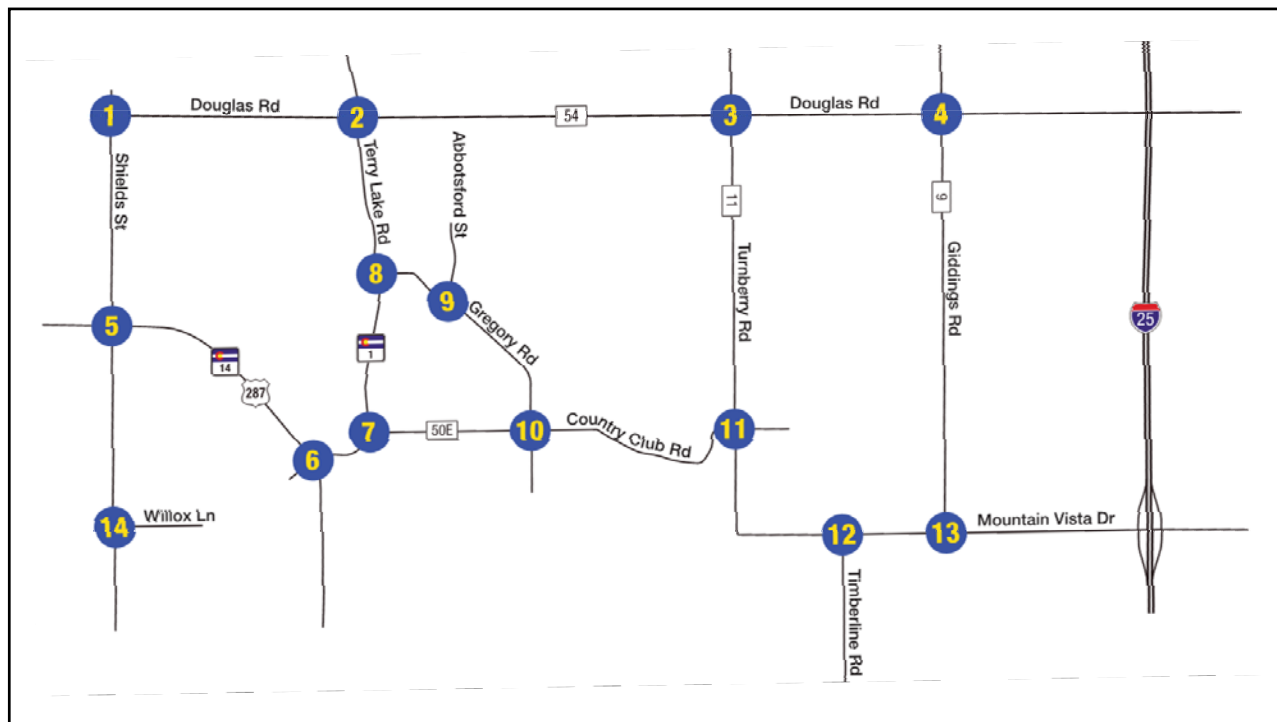 1
Douglas Rd
2
54
3
Douglas Rd
4
Shields St
Terry Lake Rd
Abbotsford St
11
9
Turnberry Rd
Giddings Rd
8
9
Gregory Rd
5
14
287
1
25
7
50E
10
Country Club Rd
11
6
14
Willox Ln
12
13
Mountain Vista Dr
Timberline Rd